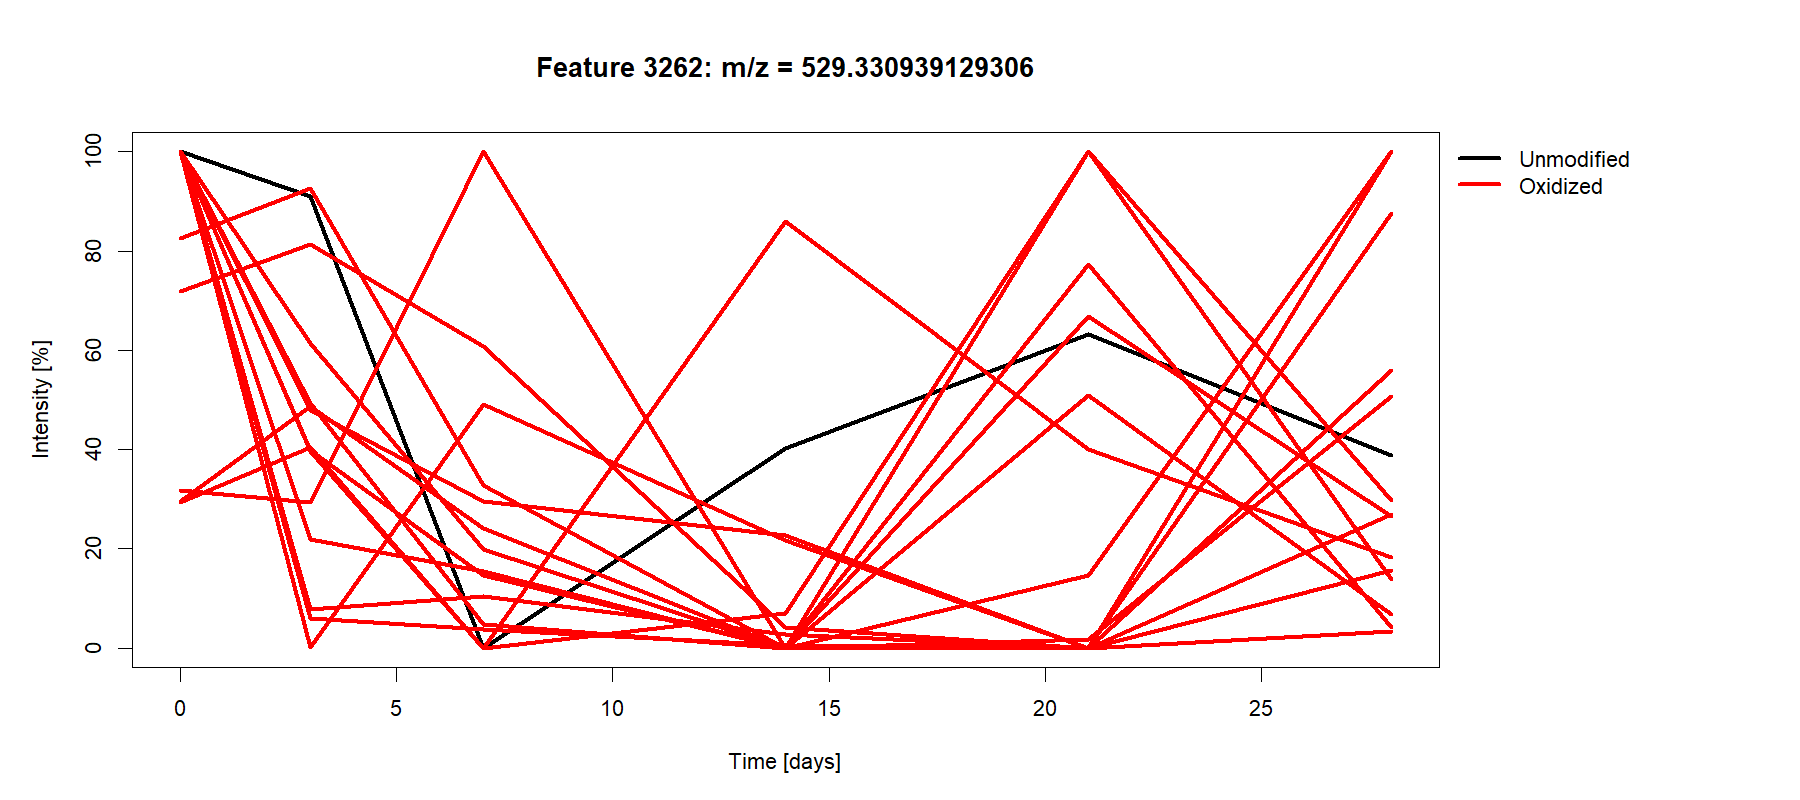 Feature 3262: m/z = 529.330939129306
Unmodified
Oxidized
100
80
60
40
20
0
Intensity [%]
0 5 10 15 20 25
Time [days]